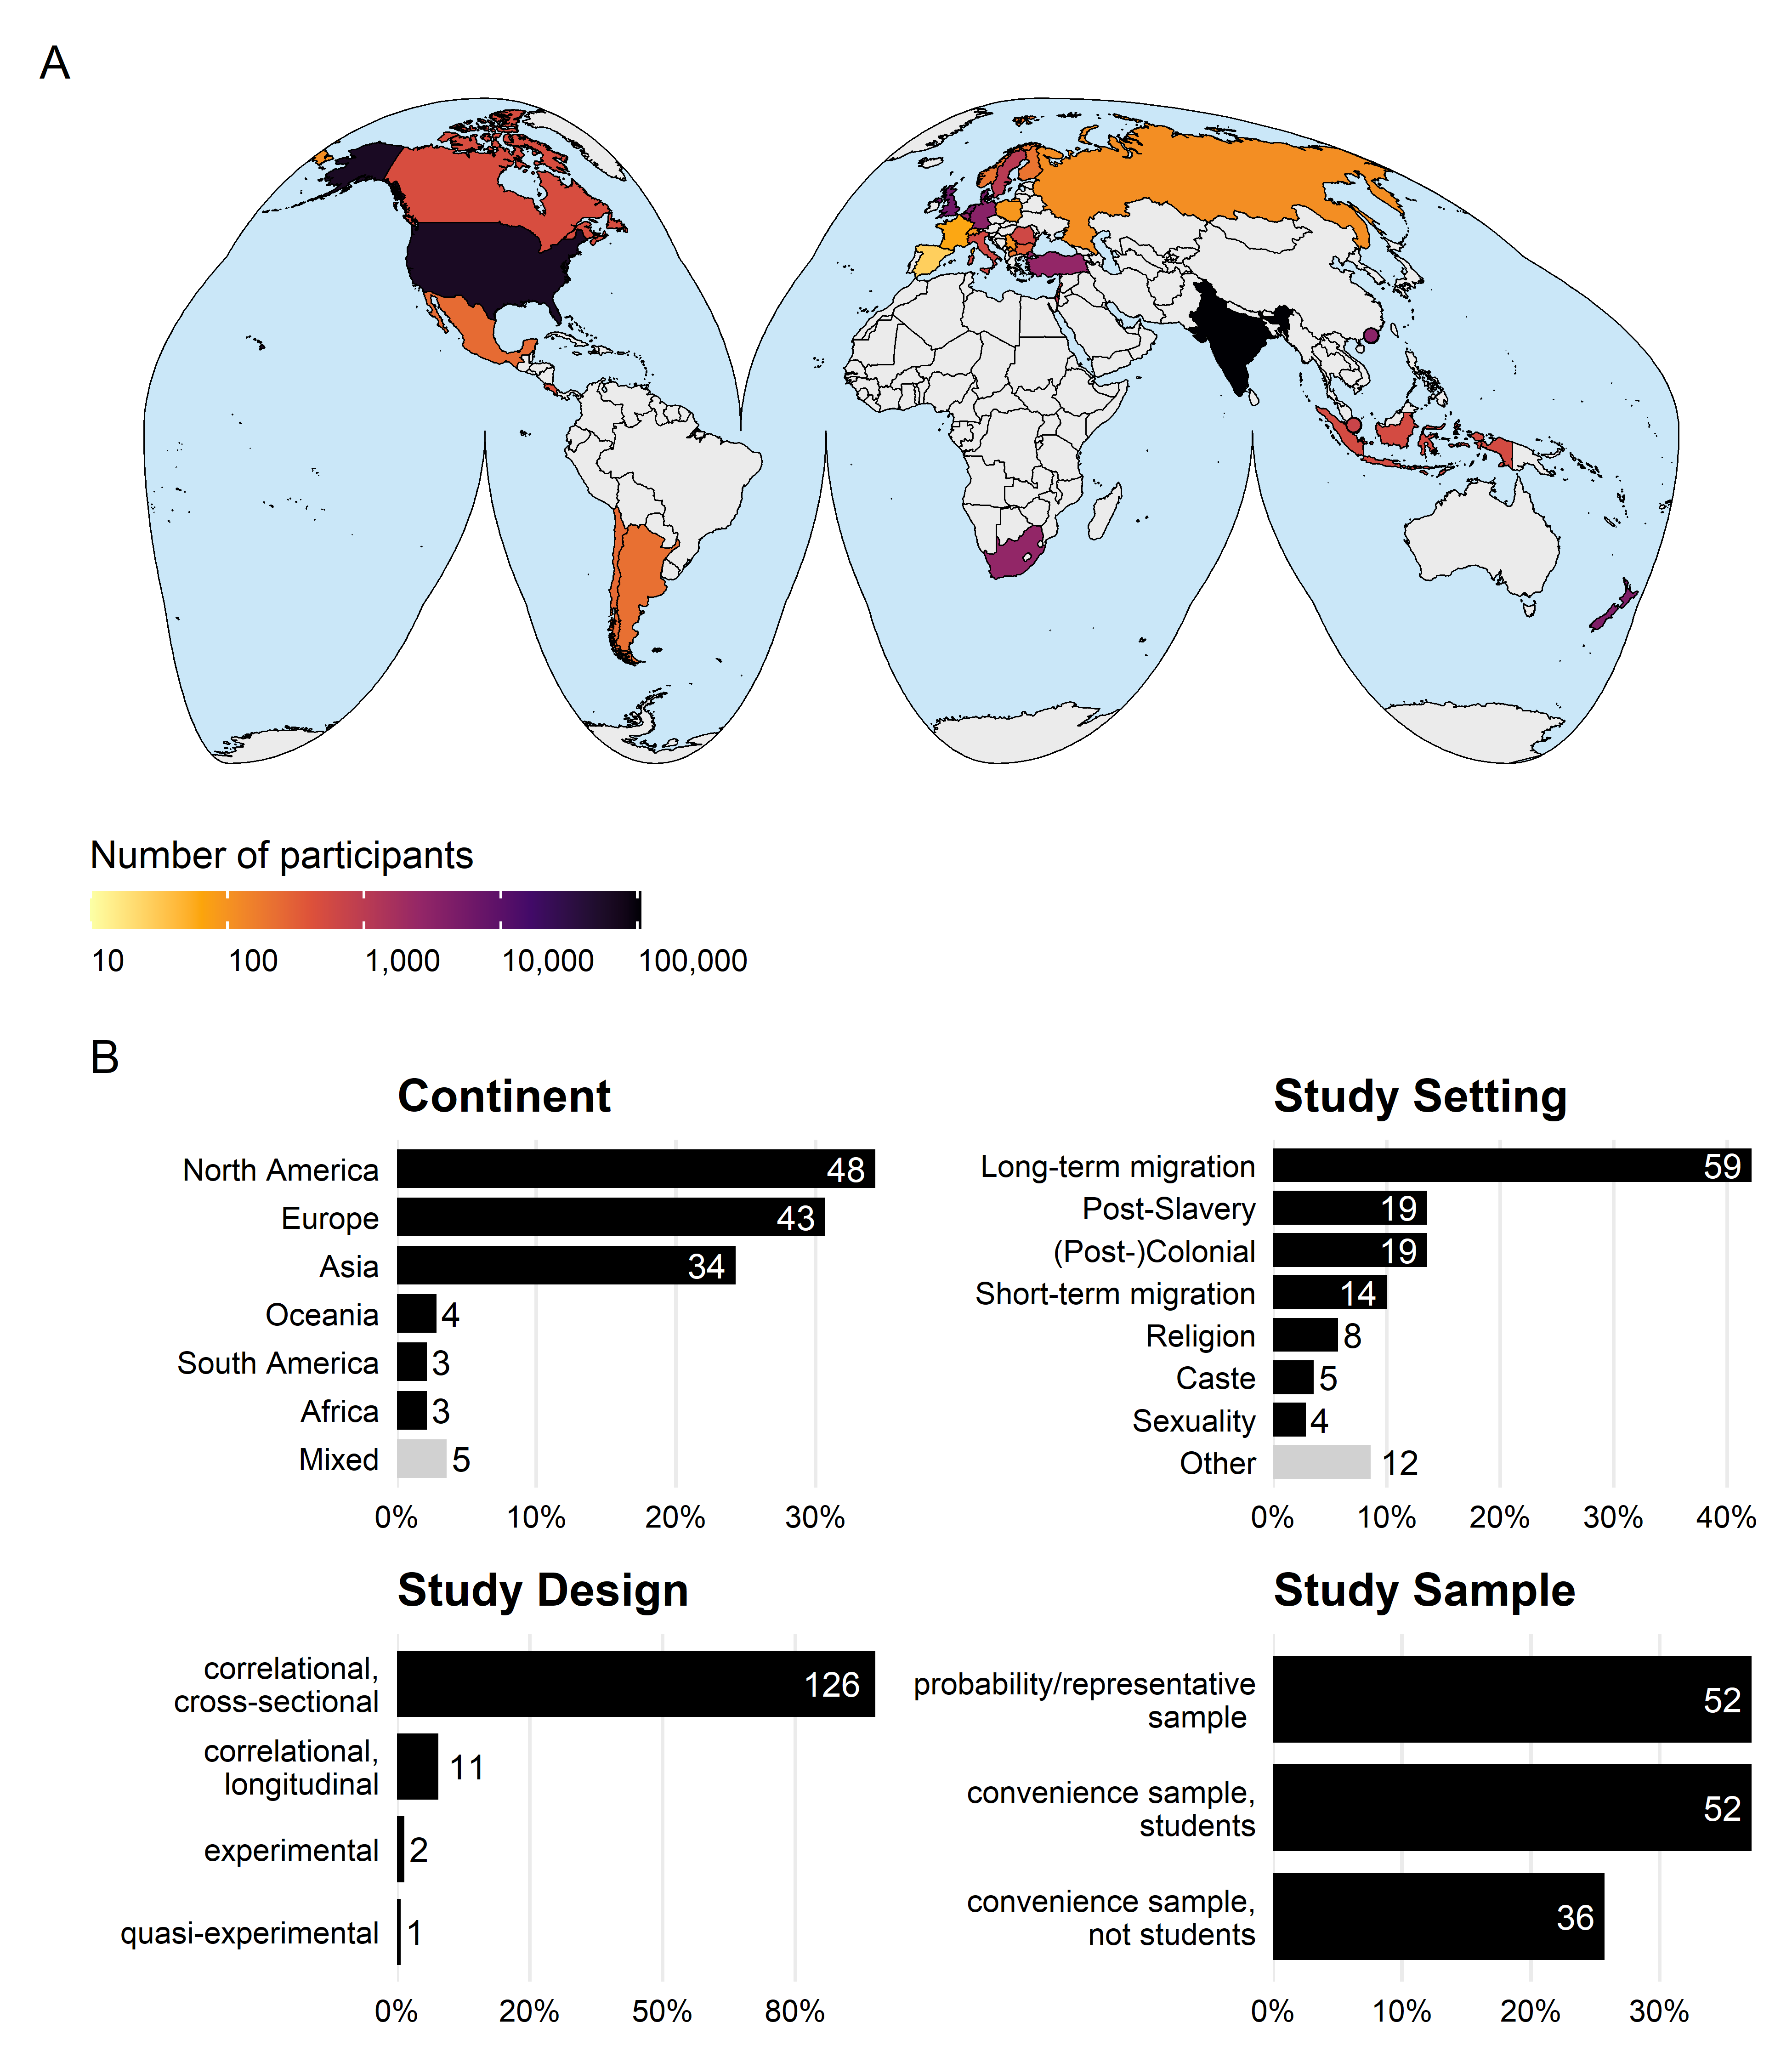 A
Number of participants
10 100 1,000 10,000 100,000
B
Continent
North America 48
Europe 43
Asia 34
Oceania 4
South America 3
Africa 3
Mixed 5
0% 10% 20% 30%
Study Setting
Long-term migration 59
Post-Slavery 19
(Post-)Colonial 19
Short-term migration 14
Religion 8
Caste 5
Sexuality 4
Other 12
0% 10% 20% 30% 40%
Study Design
correlational,
cross-sectional 126
correlational,
longitudinal 11
experimental 2
quasi-experimental 1
0% 20% 50% 80%
Study Sample
probability/representative
sample 52
convenience sample,
students 52
convenience sample,
not students 36
0% 10% 20% 30%